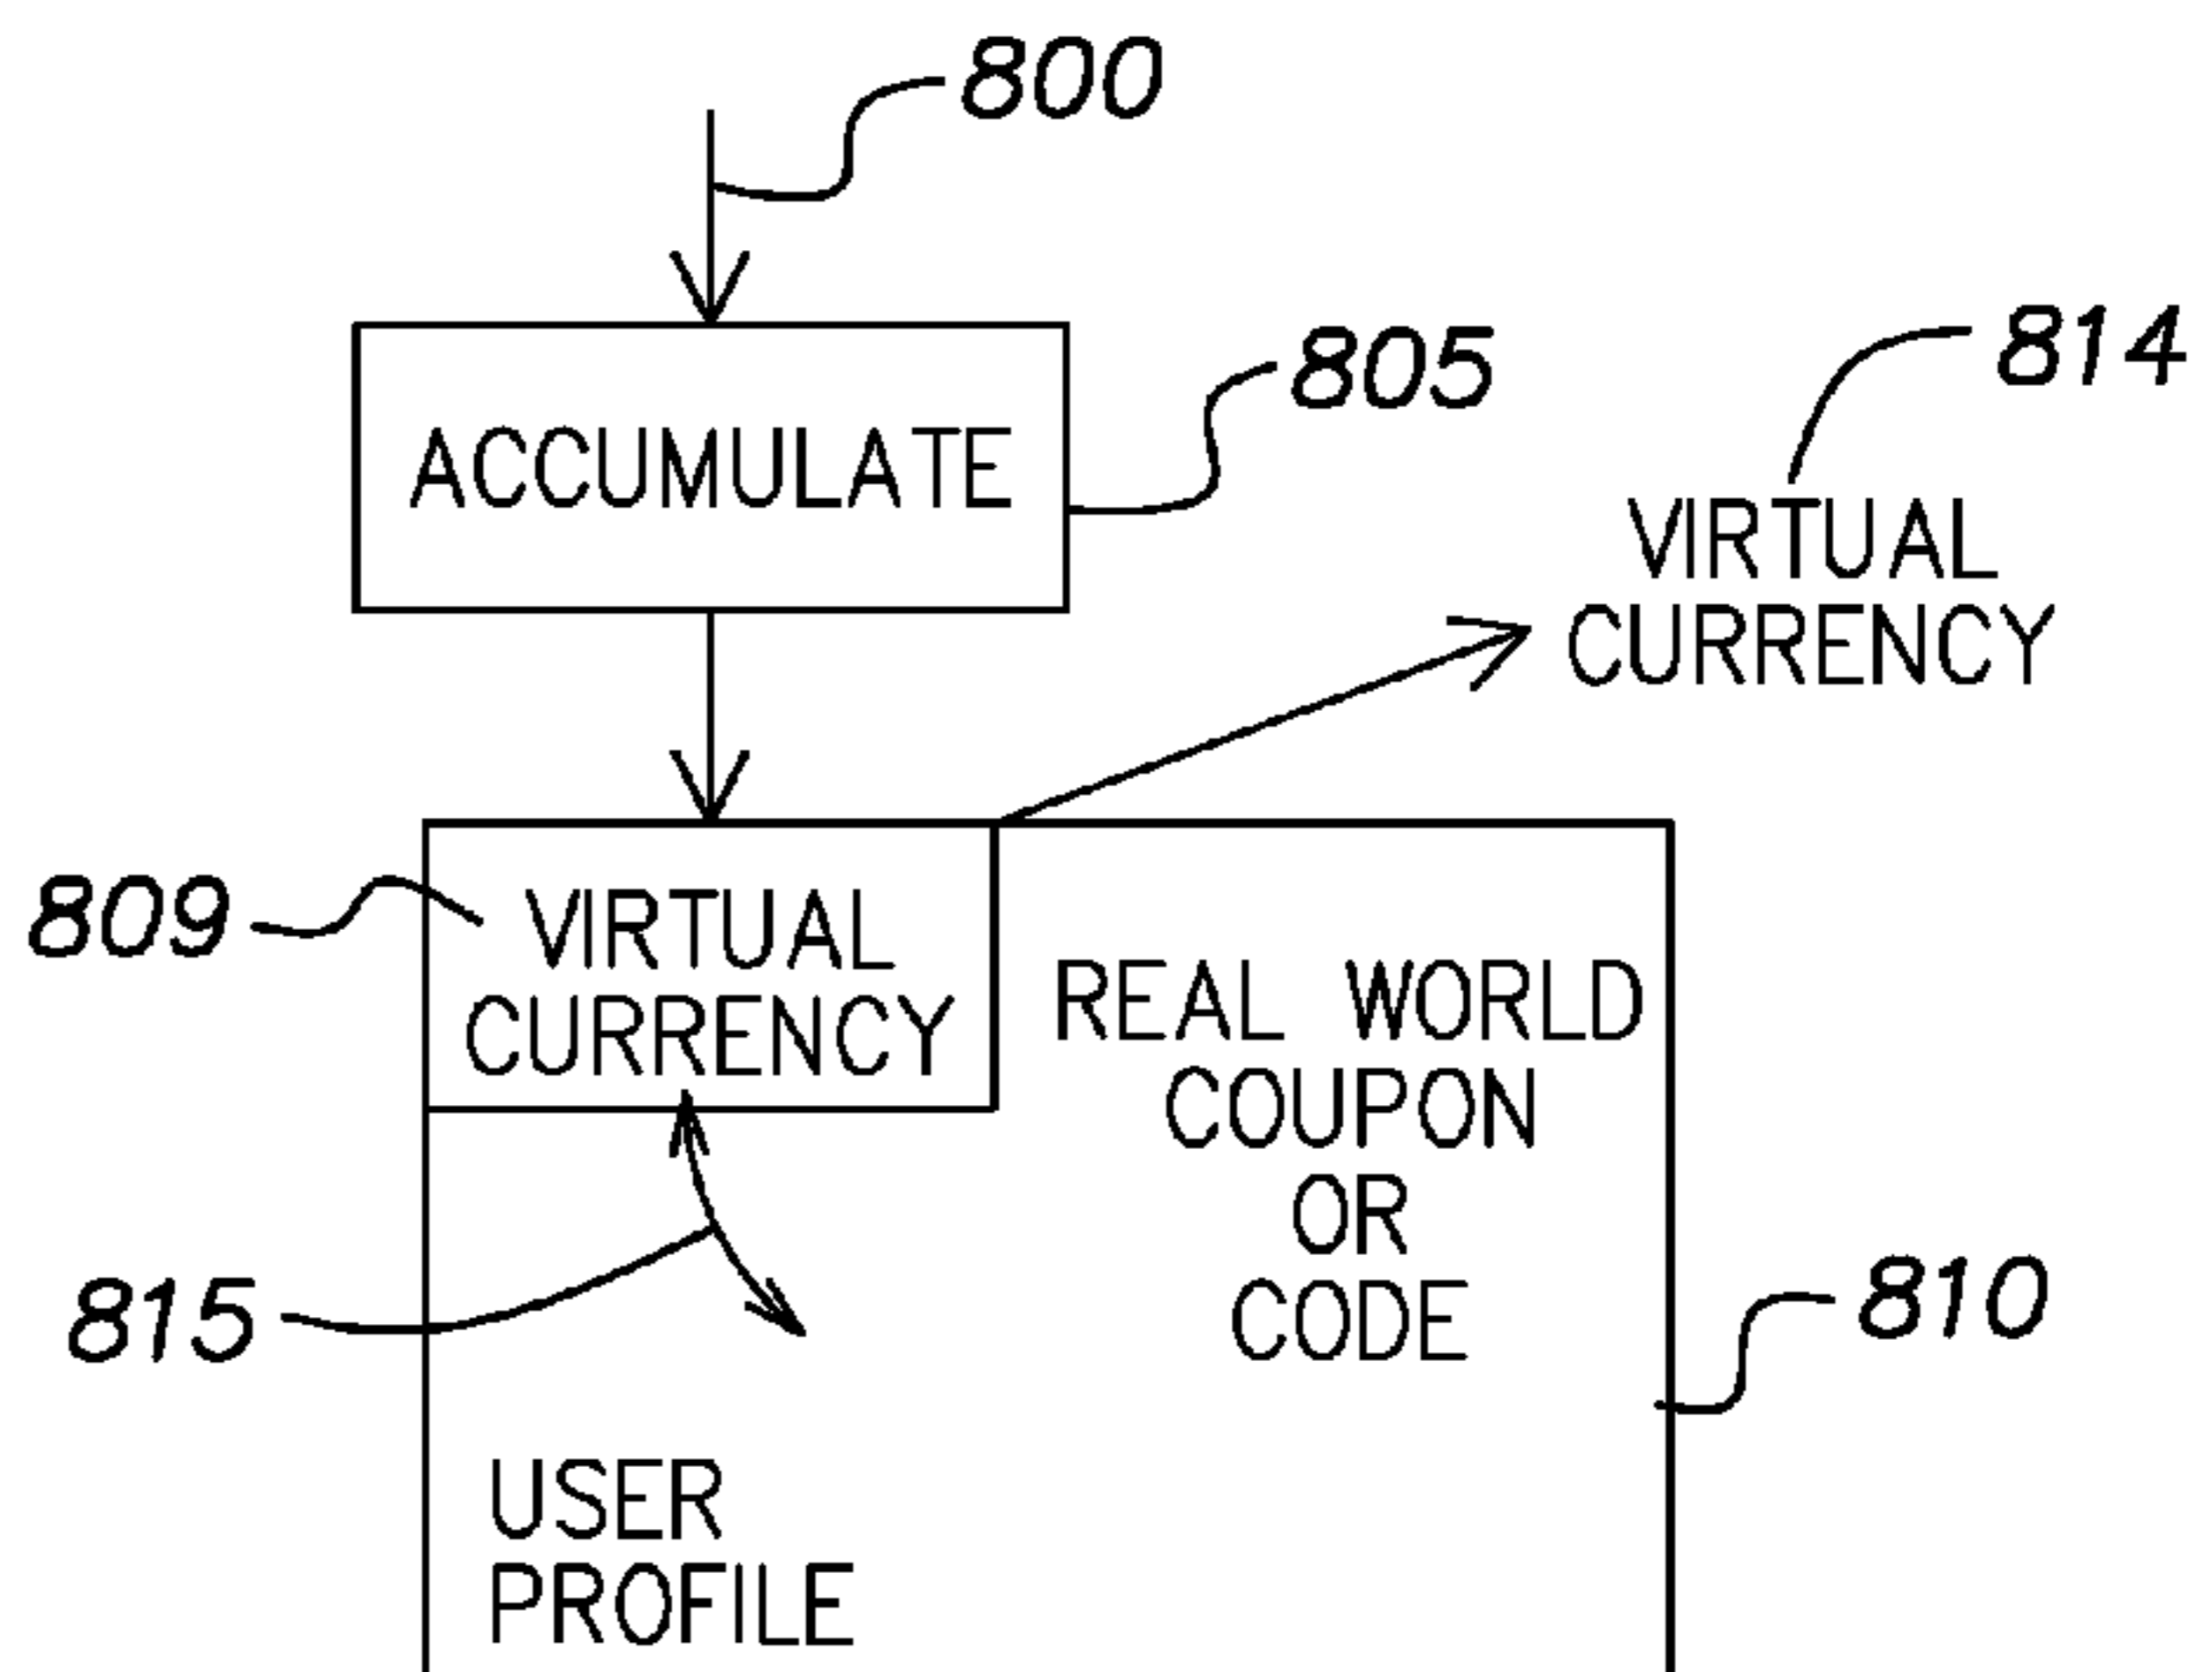 800
ACCUMULATE
805
814
VIRTUAL
CURRENCY
809
VIRTUAL
CURRENCY
REAL WORLD
COUPON
OR
CODE
815
810
USER
PROFILE